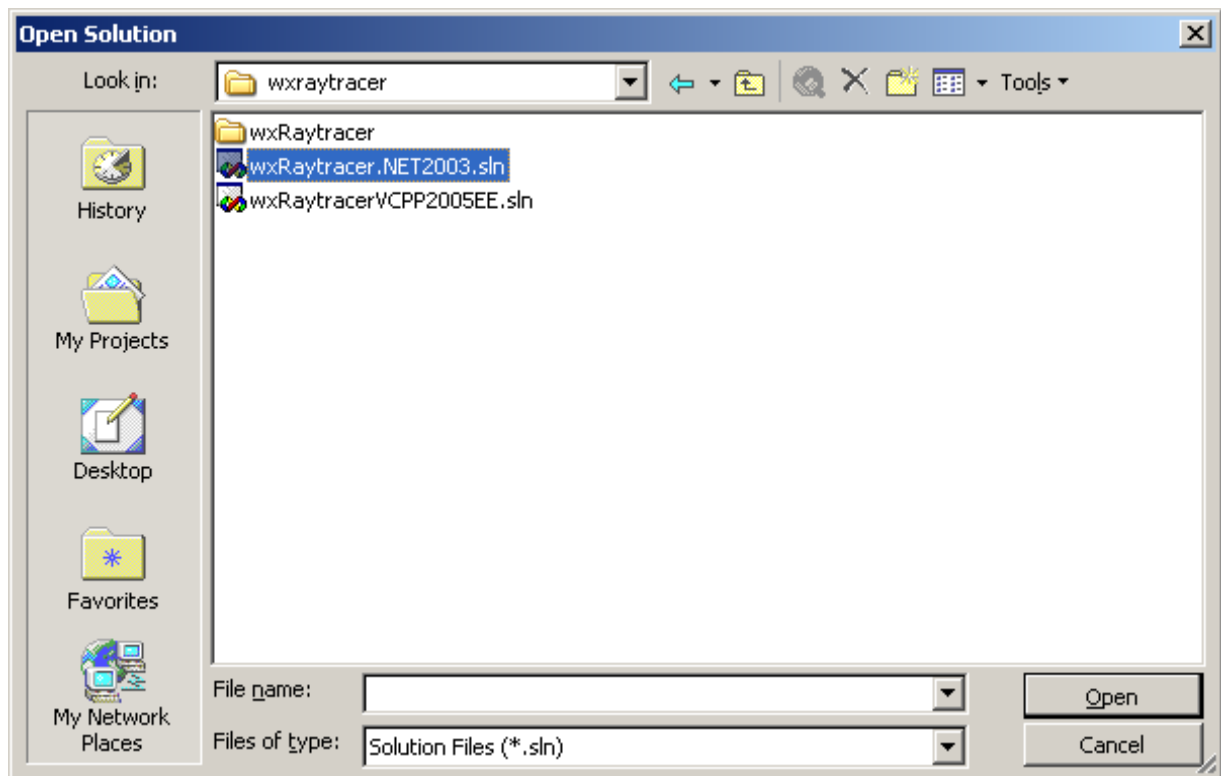 Open Solution
Look in:
wxraytracer
Tools
wxRaytracer
wxRaytracer.NET2003.sln
wxRaytracerVCPP2005EE.sln
History
My Projects
Desktop
Favorites
My Network
Places
File name:
Open
Files of type:
Solution Files (*.sln)
Cancel